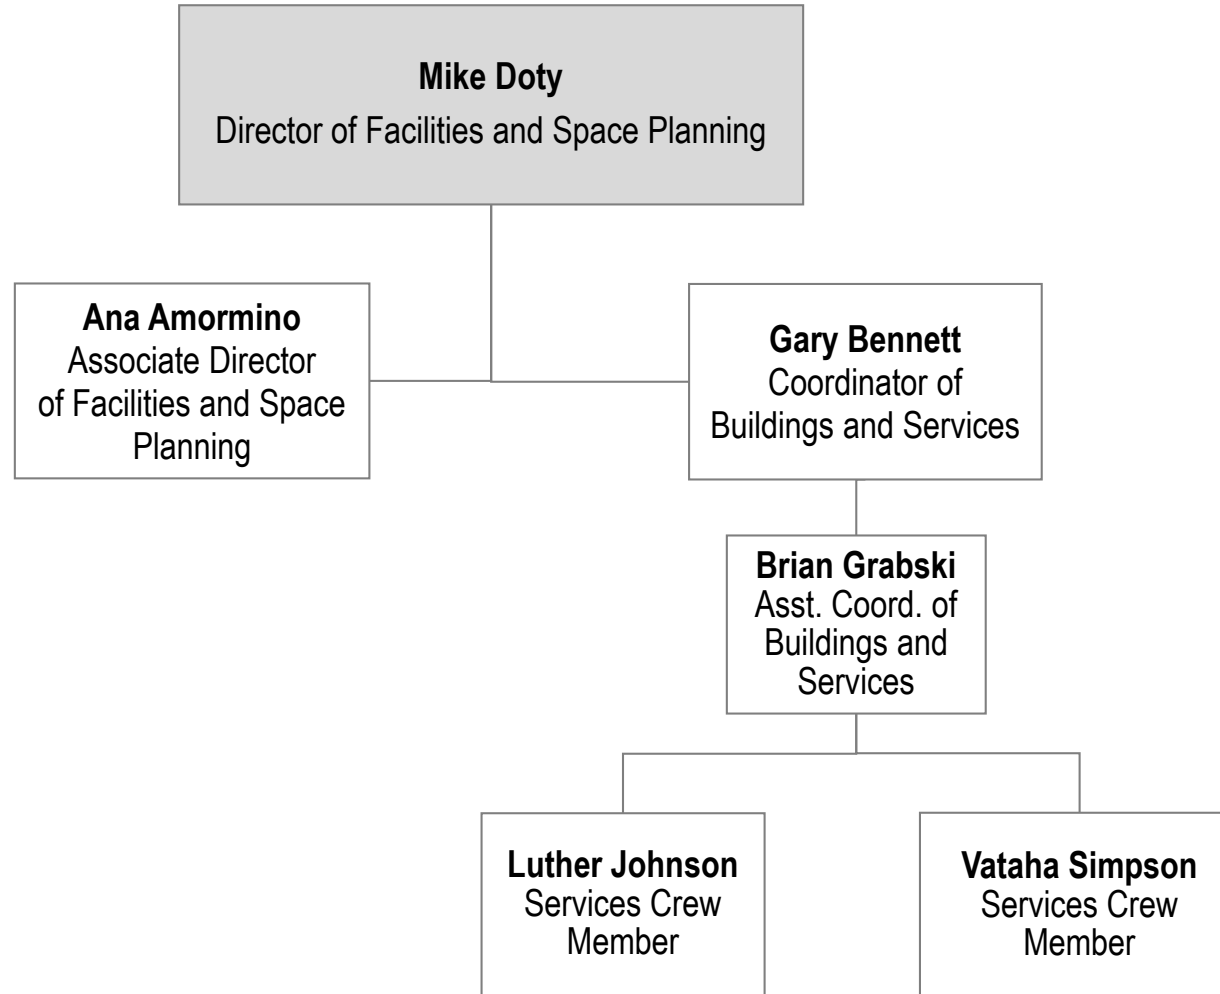 Mike Doty
Director of Facilities and Space Planning
Ana Amormino
Associate Director
of Facilities and Space
Planning
Gary Bennett
Coordinator of
Buildings and Services
Brian Grabski
Asst. Coord. of
Buildings and
Services
Luther Johnson
Services Crew
Member
Vataha Simpson
Services Crew
Member